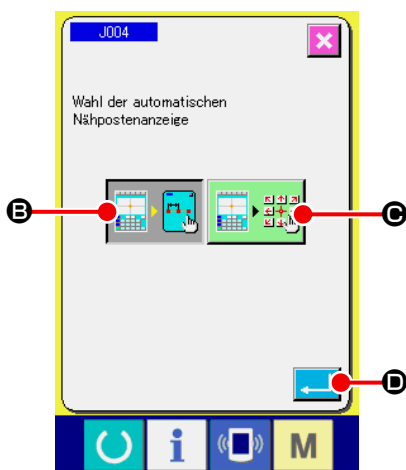 J004
Wahl der automatischen
Nähpostenanzeige
B
C
D
i
M